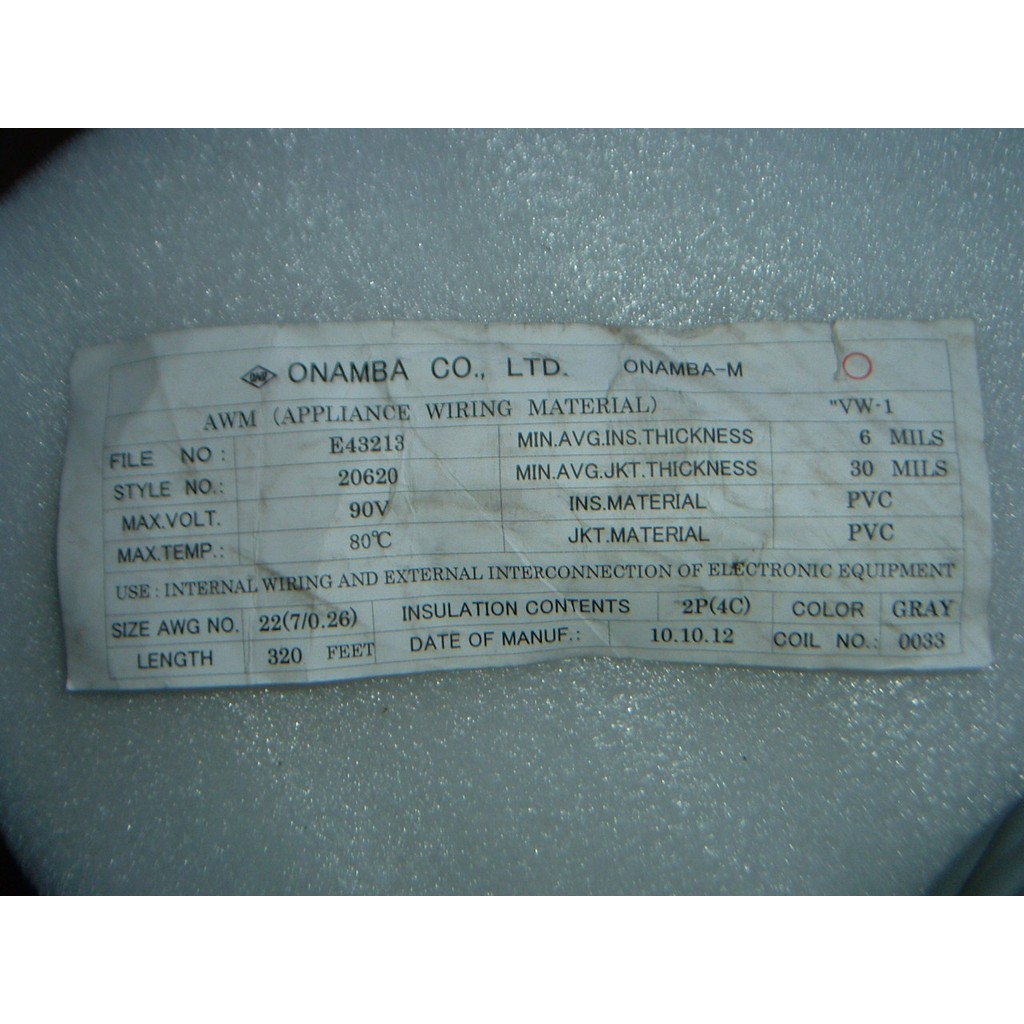 ONAMBA CO., LTD. ONAMBA-M
AWM (APPLIANCE WIRING MATERIAL) "VW-1
FILE NO : E43213 MIN.AVG.INS.THICKNESS 6 MILS
STYLE NO.: 20620 MIN.AVG.JKT.THICKNESS 30 MILS
MAX.VOLT. 90V INS.MATERIAL PVC
MAX.TEMP.: 80℃ JKT.MATERIAL PVC
USE : INTERNAL WIRING AND EXTERNAL INTERCONNECTION OF ELECTRONIC EQUIPMENT
SIZE AWG NO. 22(7/0.26) INSULATION CONTENTS 2P(4C) COLOR GRAY
LENGTH 320 FEET DATE OF MANUF.: 10.10.12 COIL NO.: 0033